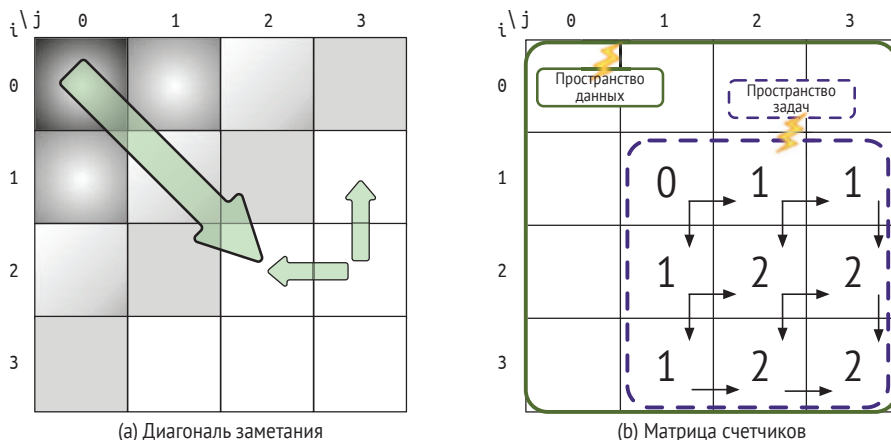 i\j 0 1 2 3
0
1
2
3
(a) Диагональ заметания
i\j 0 1 2 3
0
1
2
3
Пространство
данных
Пространство
задач
0 1 1
1 2 2
1 2 2
(b) Матрица счетчиков